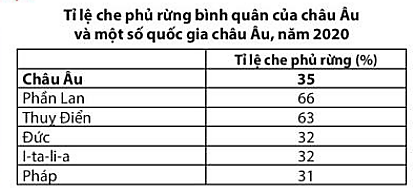 Tỉ lệ che phủ rừng bình quân của châu Âu
và một số quốc gia châu Âu, năm 2020
Tỉ lệ che phủ rừng (%)
Châu Âu 35
Phần Lan 66
Thuỵ Điển 63
Đức 32
I-ta-li-a 32
Pháp 31